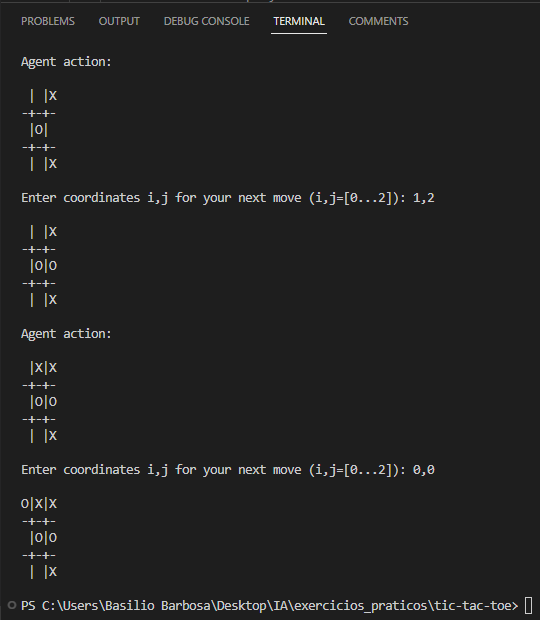 PROBLEMS OUTPUT DEBUG CONSOLE TERMINAL COMMENTS
Agent action:
 | |X
-+-+-
 |O|
-+-+-
 | |X
Enter coordinates i,j for your next move (i,j=[0...2]): 1,2
 | |X
-+-+-
 |O|O
-+-+-
 | |X
Agent action:
 |X|X
-+-+-
 |O|O
-+-+-
 | |X
Enter coordinates i,j for your next move (i,j=[0...2]): 0,0
O|X|X
-+-+-
 |O|O
-+-+-
 | |X
PS C:\Users\Basilio Barbosa\Desktop\IA\exercicios_praticos\tic-tac-toe>